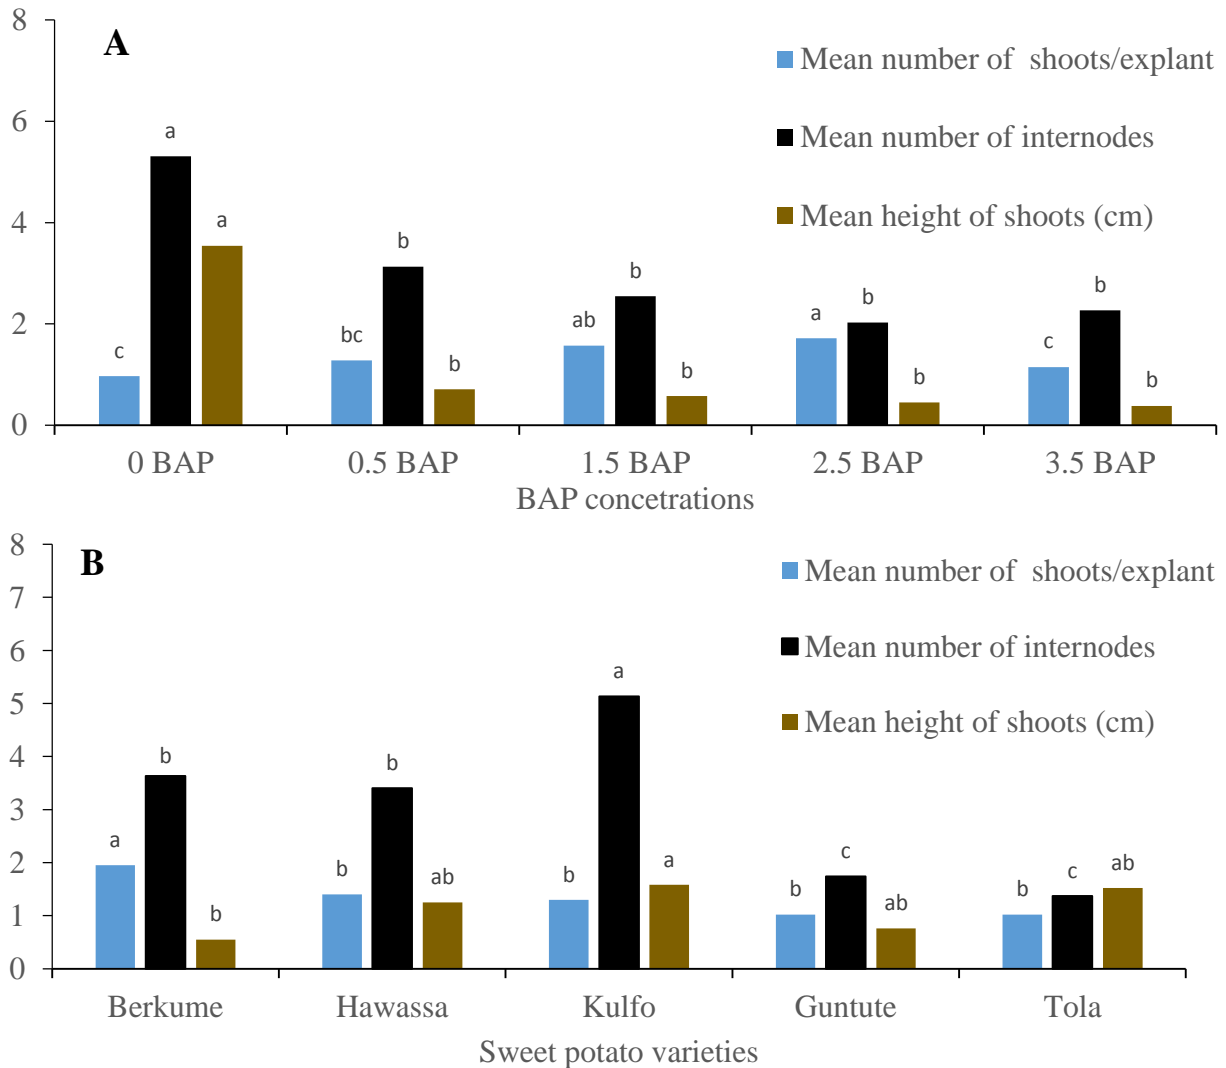 8
A
Mean number of shoots/explant
6
a
Mean number of internodes
4
a
b
Mean height of shoots (cm)
b
b
b
2
c
bc
b
ab
b
a
b
c
b
0
0 BAP 0.5 BAP 1.5 BAP 2.5 BAP 3.5 BAP
BAP concetrations
8
B
Mean number of shoots/explant
7
6
a
Mean number of internodes
5
Mean height of shoots (cm)
4
b
b
3
2
a
b
b
ab
b
a
b
c
ab
b
c
ab
1
0
Berkume Hawassa Kulfo Guntute Tola
Sweet potato varieties